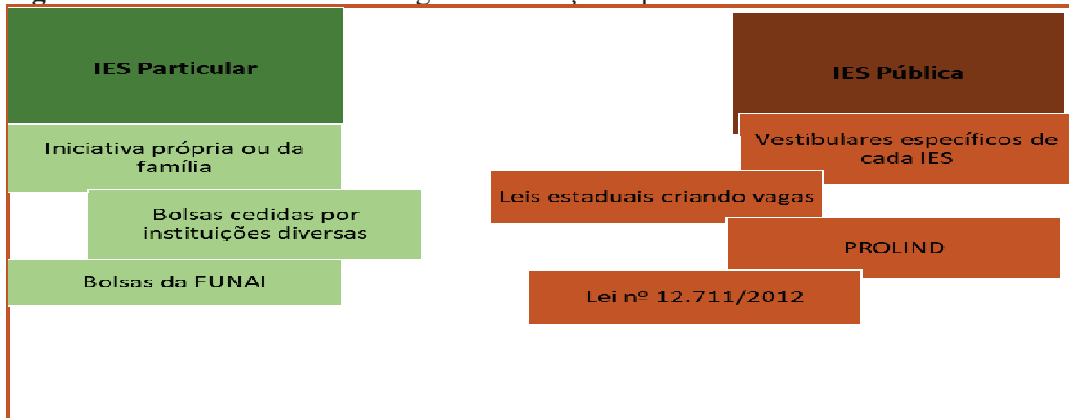 IES Particular
Iniciativa própria ou da
família
Bolsas cedidas por
instituições diversas
Bolsas da FUNAI
IES Pública
Vestibulares específicos de
cada IES
Leis estaduais criando vagas
PROLIND
Lei nº 12.711/2012